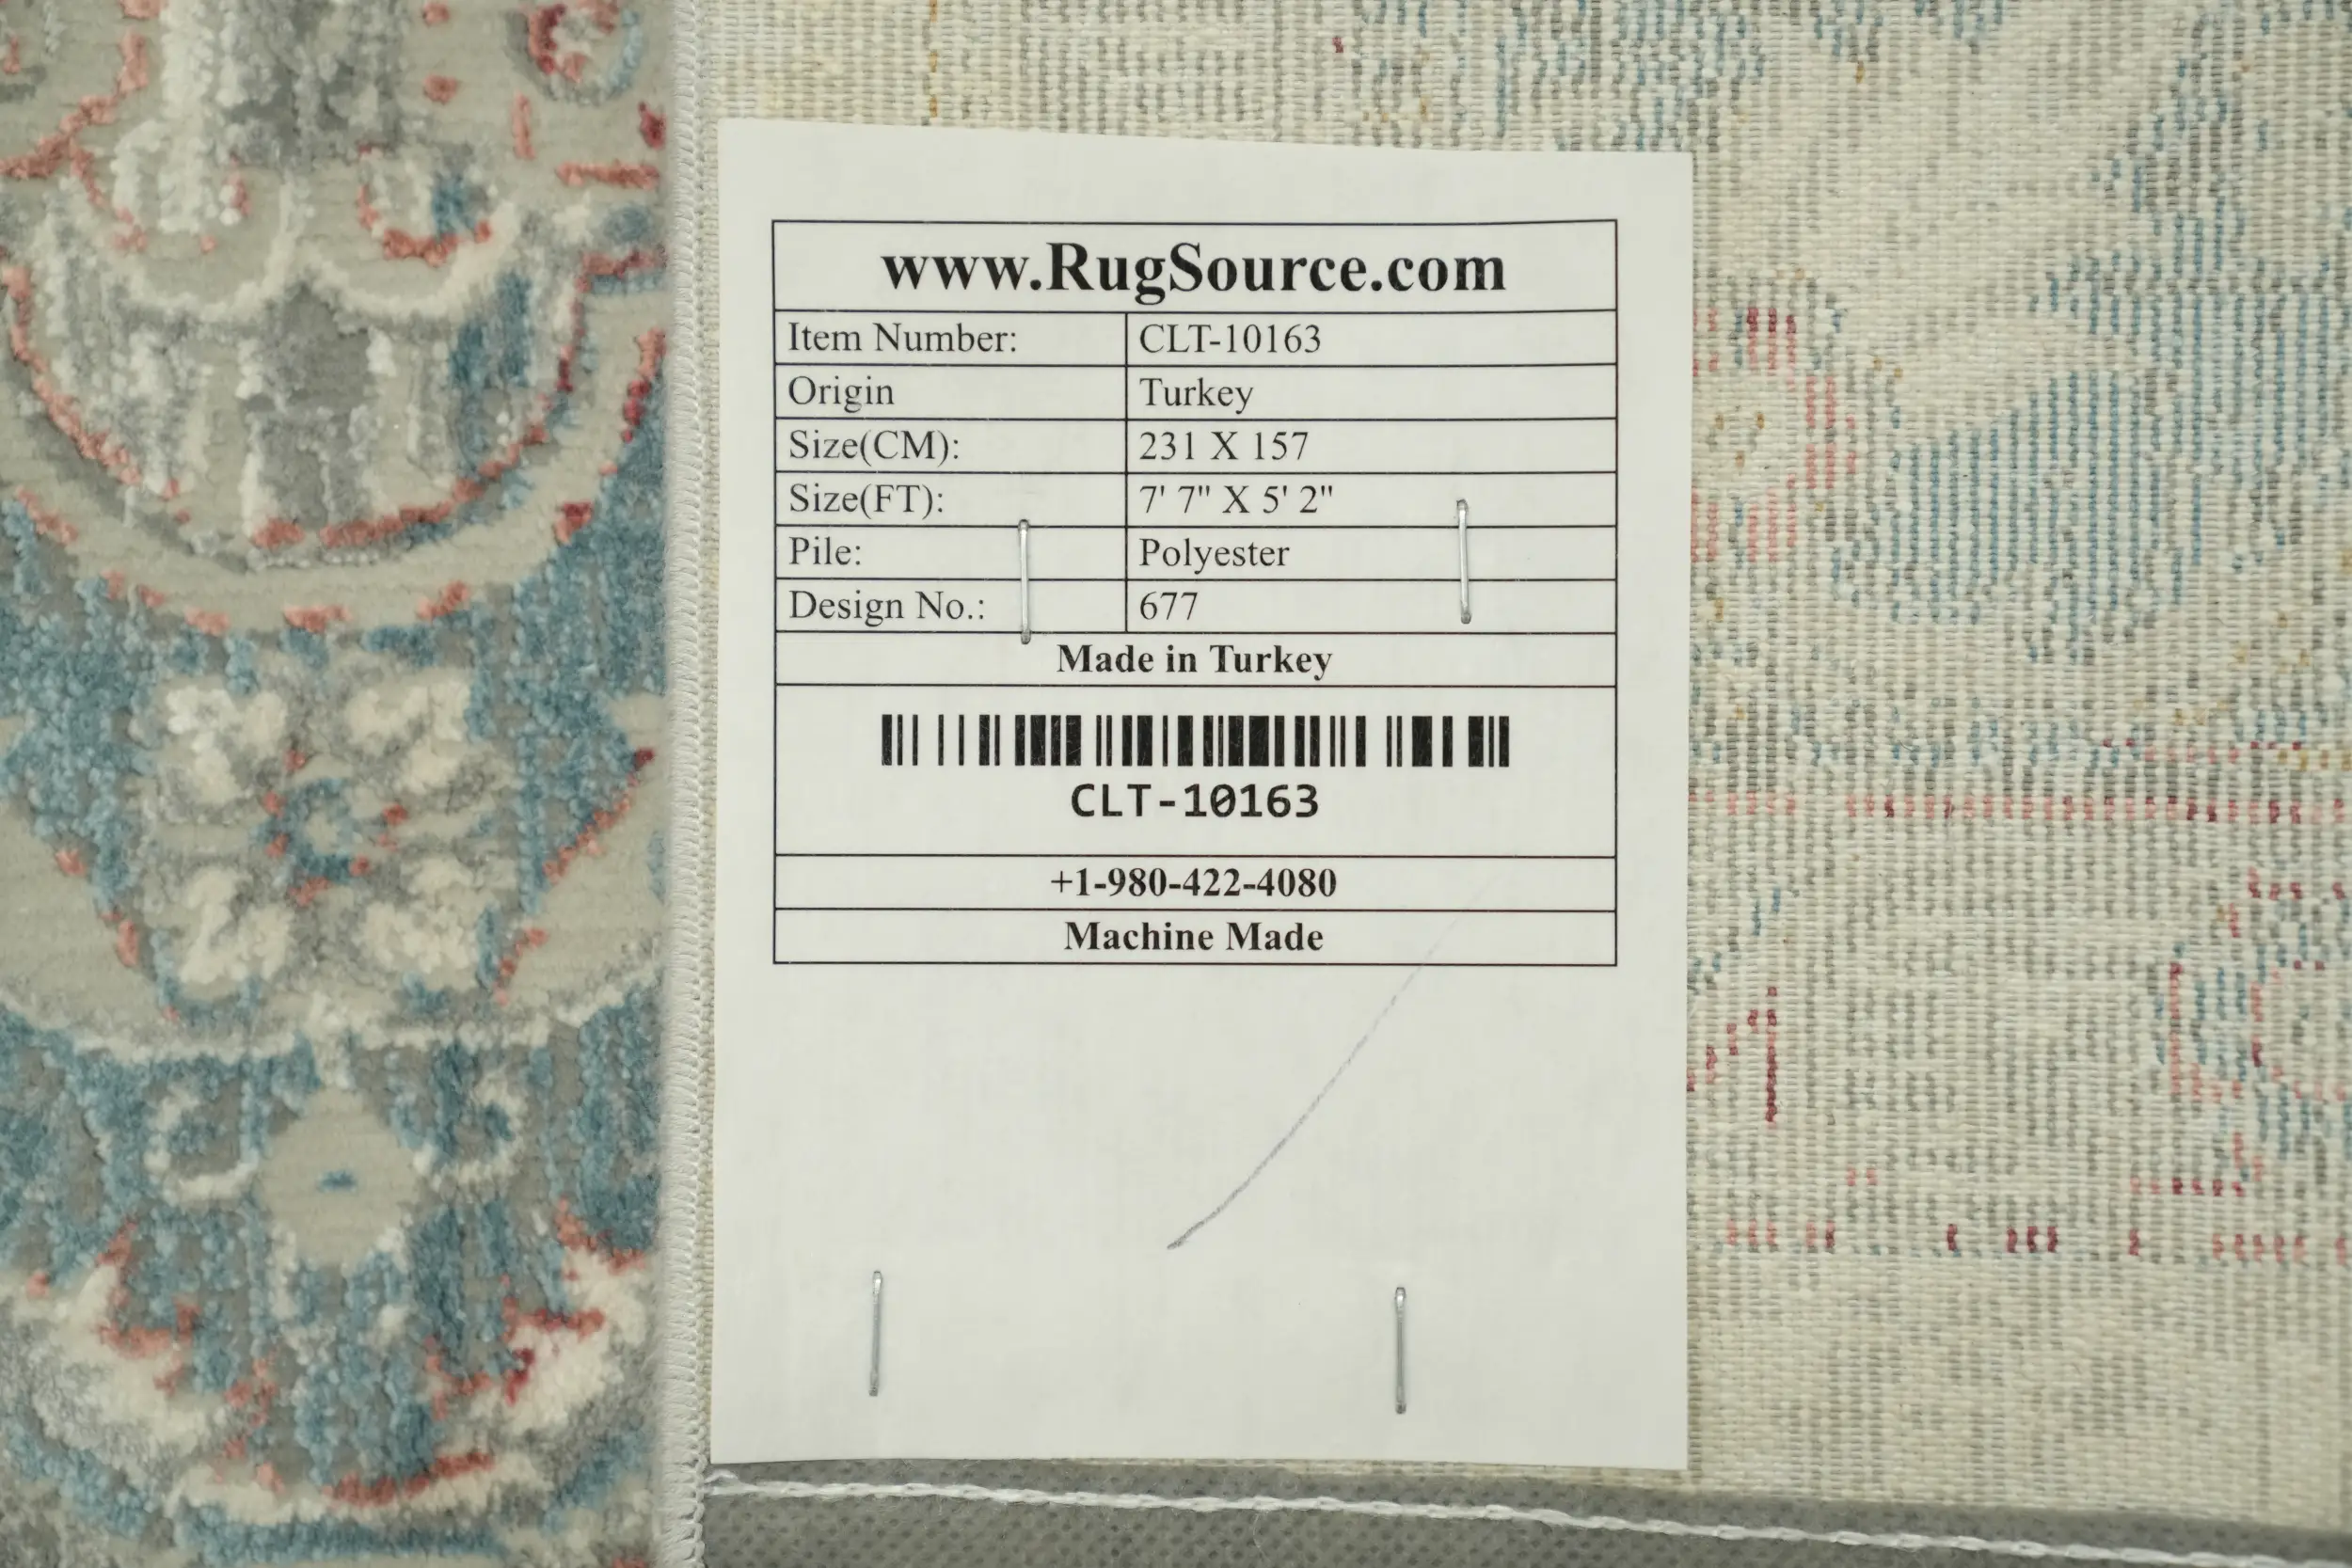 www.RugSource.com
Item Number: CLT-10163
Origin Turkey
Size(CM): 231 X 157
Size(FT): 7' 7" X 5' 2"
Pile: Polyester
Design No.: 677
Made in Turkey
CLT-10163
+1-980-422-4080
Machine Made